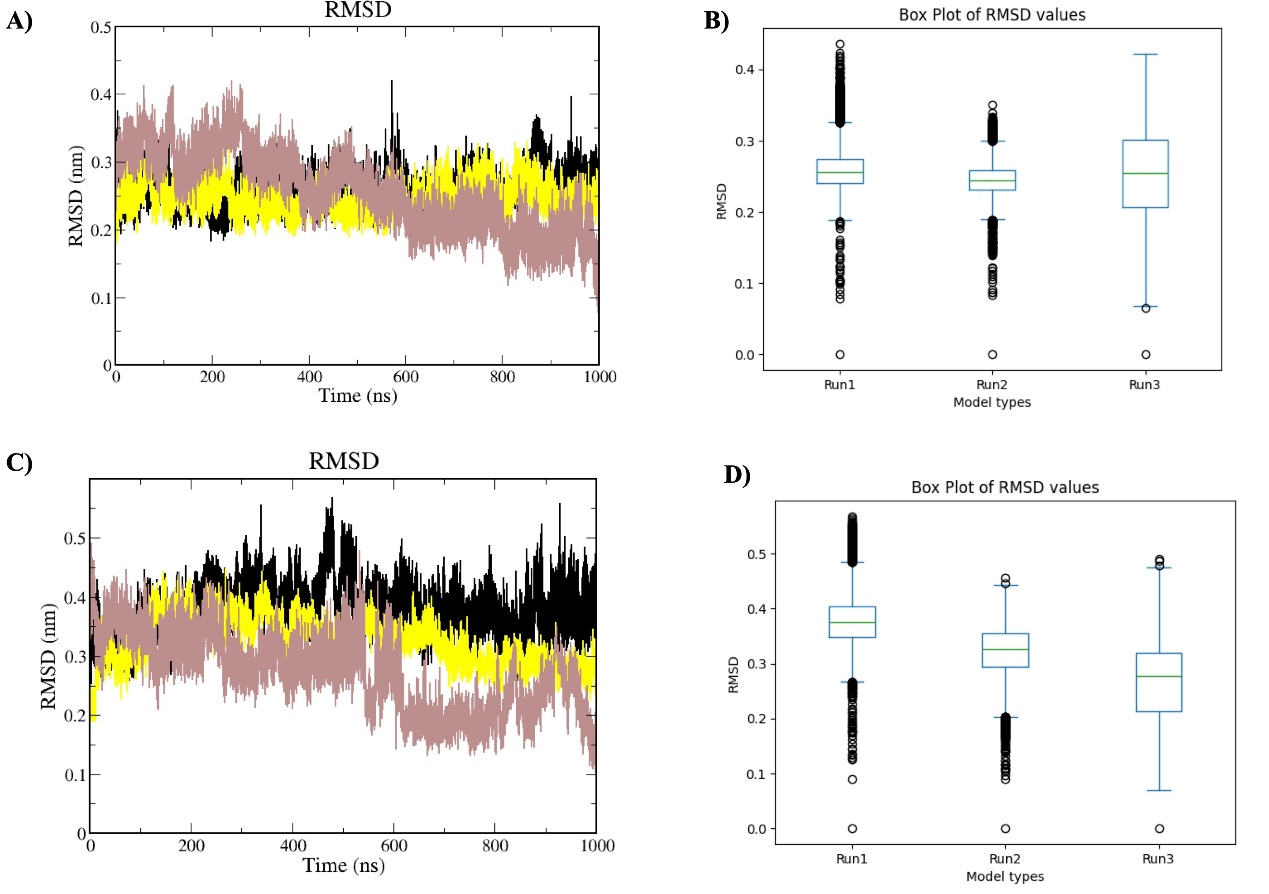 A)
RMSD
0.5
0.4
0.3
0.2
0.1
0
RMSD (nm)
0 200 400 600 800 1000
Time (ns)
B)
Box Plot of RMSD values
0.4
0.3
0.2
0.1
0.0
RMSD
Run1 Run2 Run3
Model types
C)
RMSD
0.5
0.4
0.3
0.2
0.1
0
RMSD (nm)
0 200 400 600 800 1000
Time (ns)
D)
Box Plot of RMSD values
0.5
0.4
0.3
0.2
0.1
0.0
RMSD
Run1 Run2 Run3
Model types